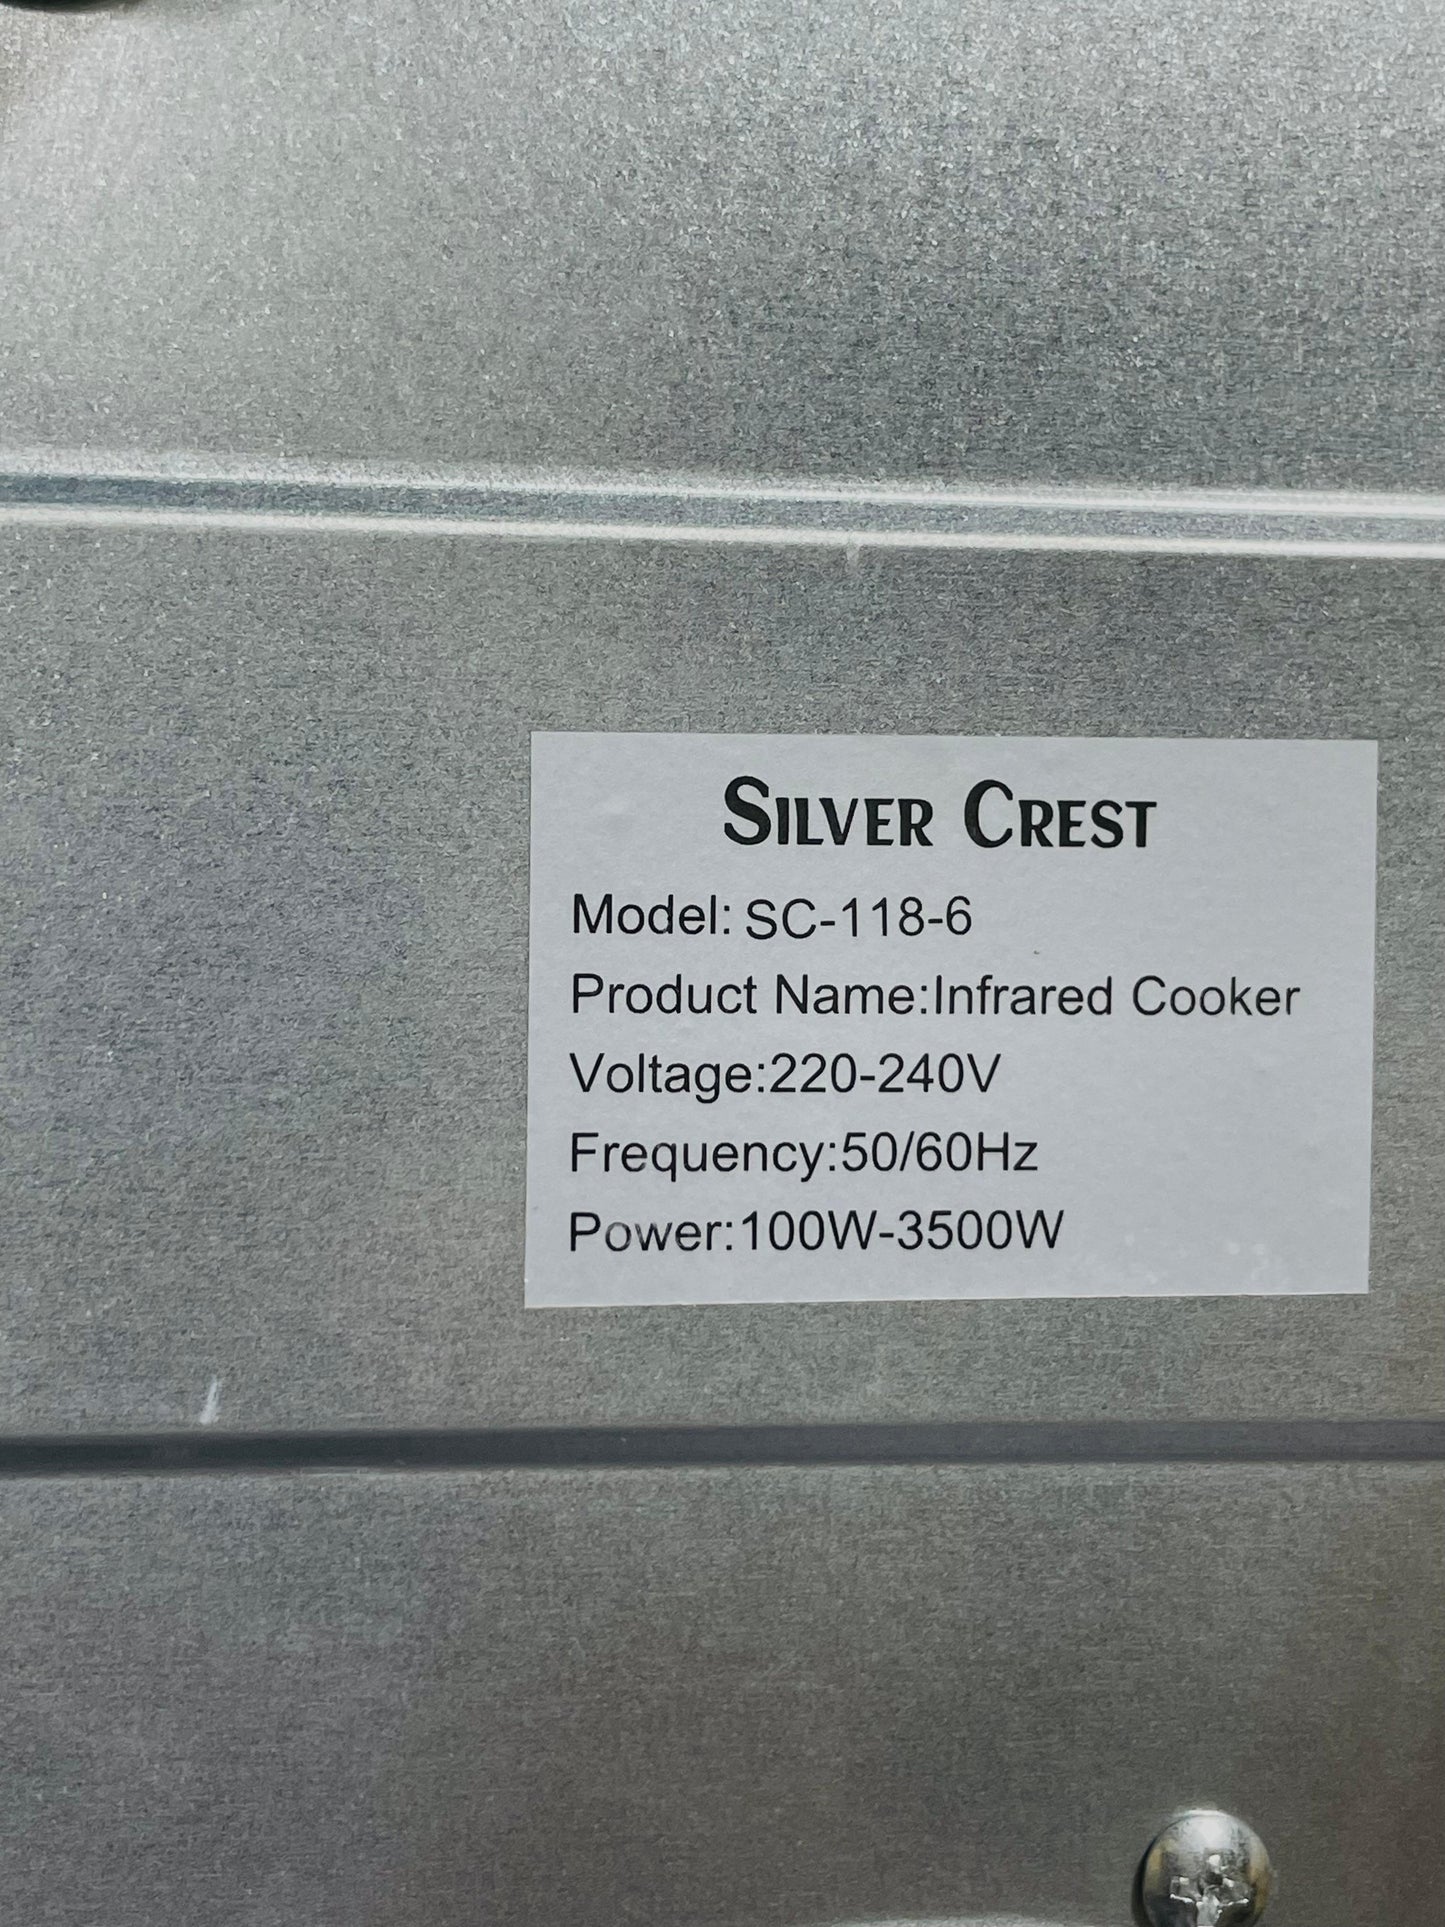 SILVER CREST
Model: SC-118-6
Product Name:Infrared Cooker
Voltage:220-240V
Frequency:50/60Hz
Power:100W-3500W